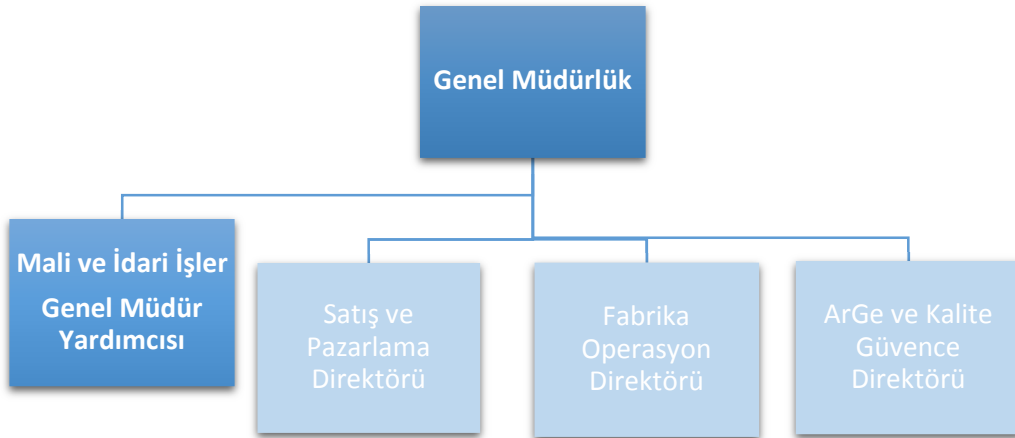 Genel Müdürlük
Mali ve İdari İşler
Genel Müdür
Yardımcısı
Satış ve
Pazarlama
Direktörü
Fabrika
Operasyon
Direktörü
ArGe ve Kalite
Güvence
Direktörü